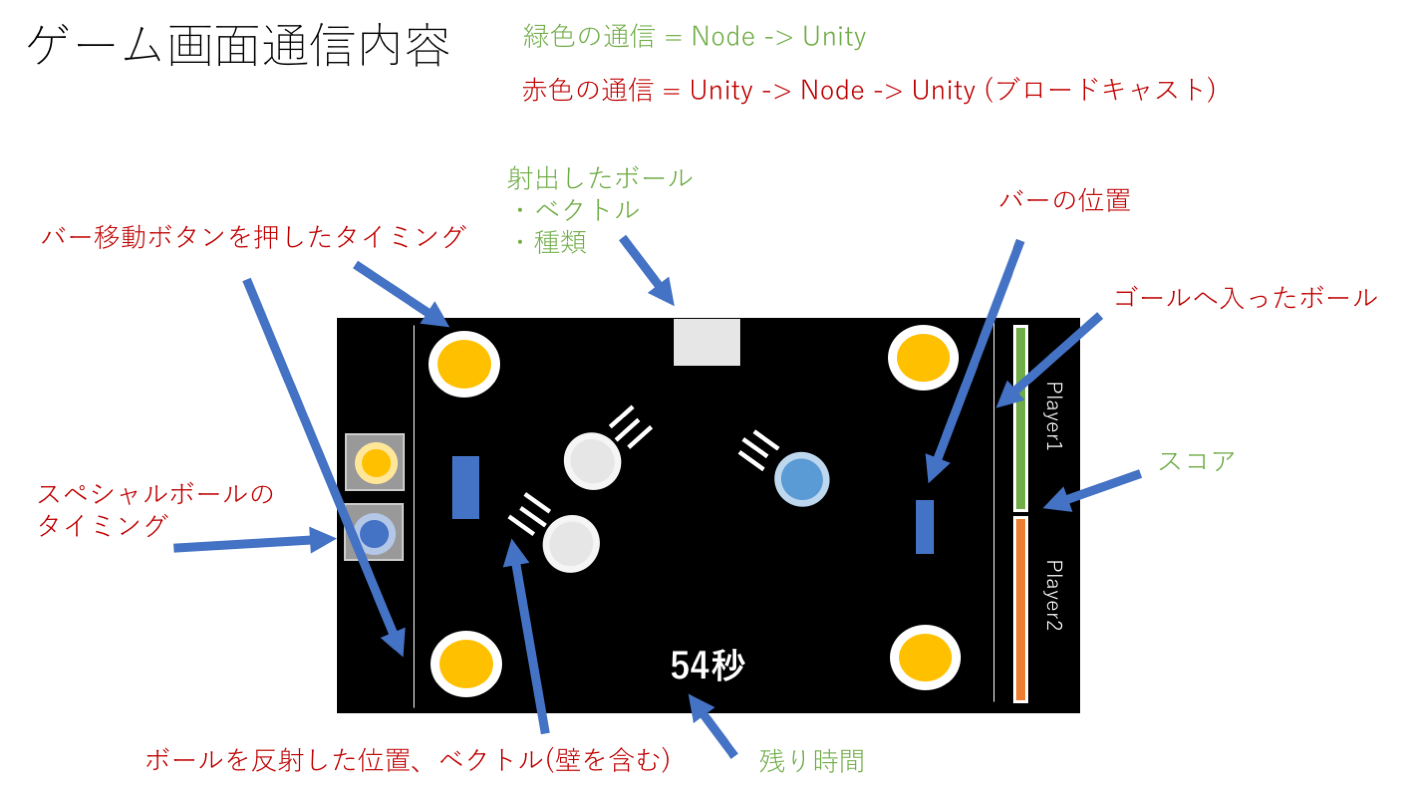 ゲーム画面通信内容
緑色の通信 = Node -> Unity
赤色の通信 = Unity -> Node -> Unity (ブロードキャスト)
射出したボール
・ベクトル
・種類
バーの位置
バー移動ボタンを押したタイミング
ゴールへ入ったボール
Player1
スコア
スペシャルボールの
タイミング
Player2
54秒
ボールを反射した位置、ベクトル(壁を含む)
残り時間